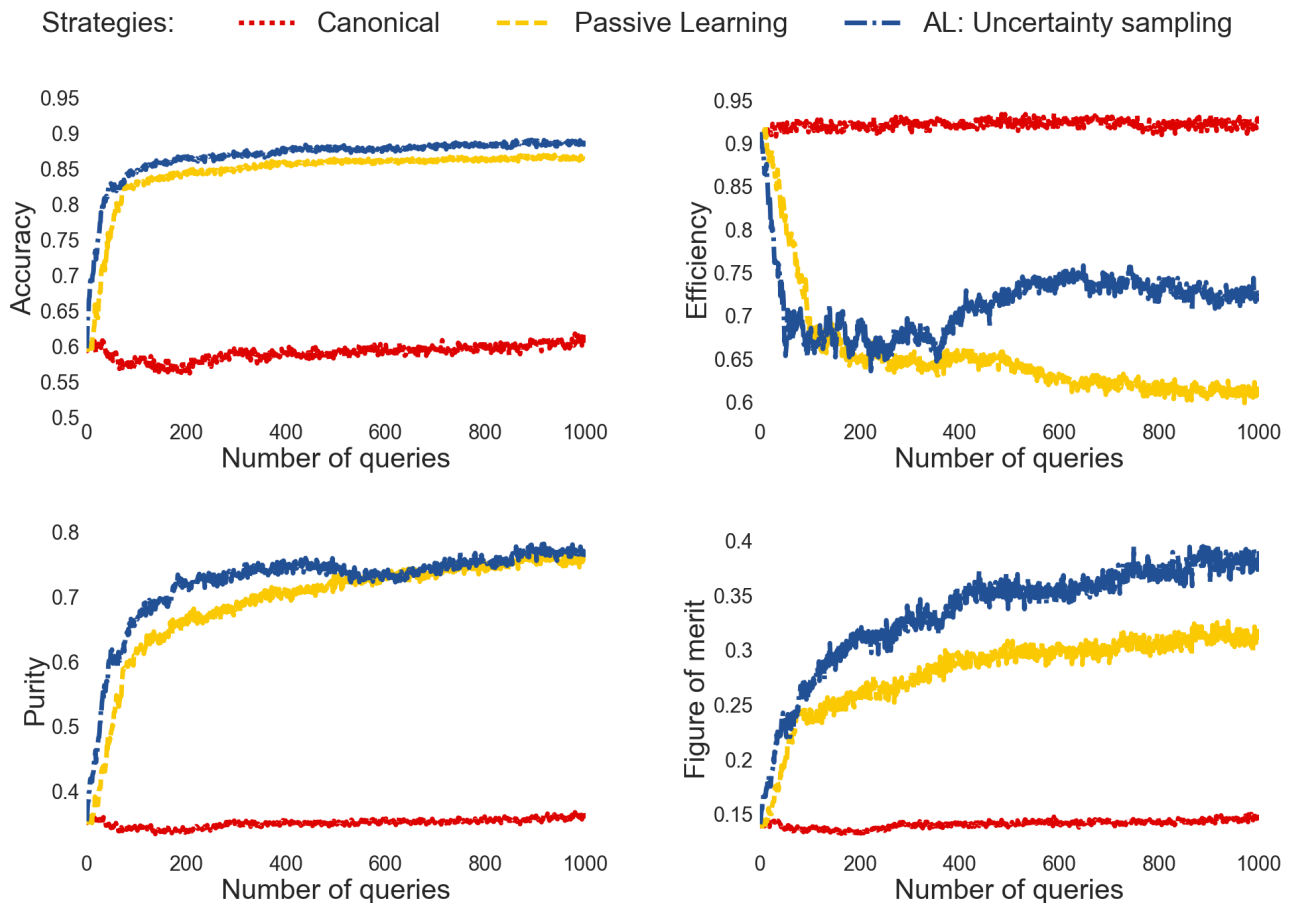 Strategies: Canonical Passive Learning AL: Uncertainty sampling
Accuracy
0.95
0.9
0.85
0.8
0.75
0.7
0.65
0.6
0.55
0.5
0 200 400 600 800 1000
Number of queries
Efficiency
0.95
0.9
0.85
0.8
0.75
0.7
0.65
0.6
0 200 400 600 800 1000
Number of queries
Purity
0.8
0.7
0.6
0.5
0.4
0 200 400 600 800 1000
Number of queries
Figure of merit
0.4
0.35
0.3
0.25
0.2
0.15
0 200 400 600 800 1000
Number of queries